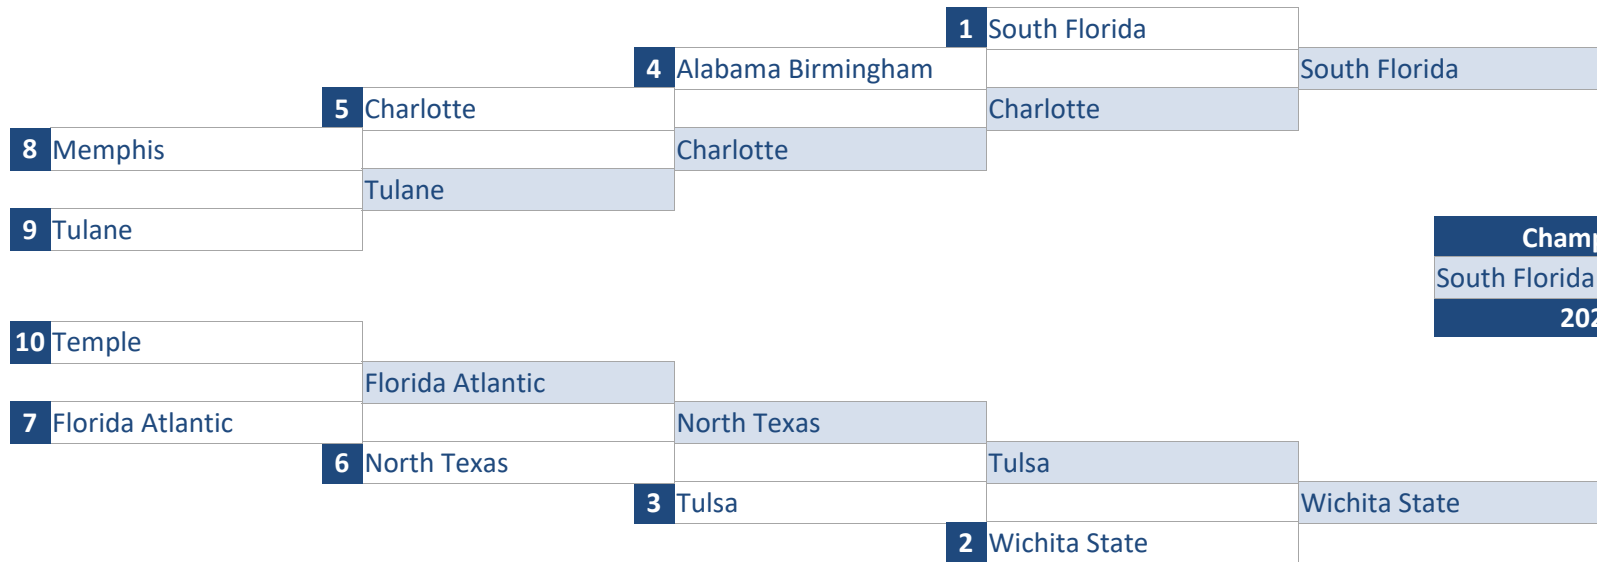 1 South Florida
4 Alabama Birmingham South Florida
5 Charlotte Charlotte
8 Memphis Charlotte
Tulane
9 Tulane
Champ
South Florida
202
10 Temple
Florida Atlantic
7 Florida Atlantic North Texas
6 North Texas Tulsa
3 Tulsa Wichita State
2 Wichita State